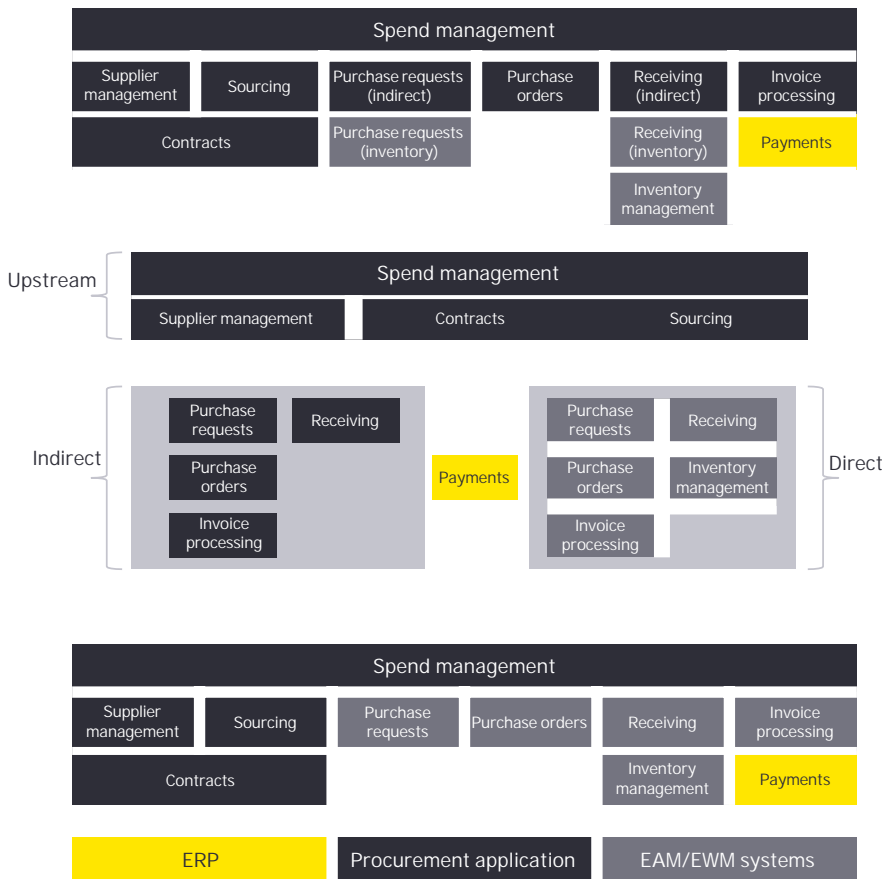 Spend management
Supplier
management
Sourcing
Purchase requests
(indirect)
Purchase
orders
Receiving
(indirect)
Invoice
processing
Contracts
Purchase requests
(inventory)
Receiving
(inventory)
Payments
Inventory
management
Upstream
Spend management
Supplier management
Contracts
Sourcing
Indirect
Purchase
requests
Receiving
Purchase
orders
Invoice
processing
Payments
Purchase
requests
Receiving
Purchase
orders
Inventory
management
Invoice
processing
Direct
Spend management
Supplier
management
Sourcing
Purchase
requests
Purchase orders
Receiving
Invoice
processing
Contracts
Inventory
management
Payments
ERP
Procurement application
EAM/EWM systems